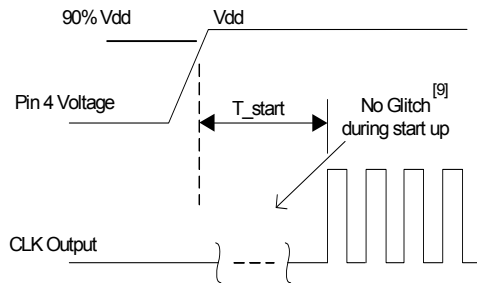 90% Vdd
Vdd
Pin 4 Voltage
T_start
No Glitch [9]
during start up
CLK Output